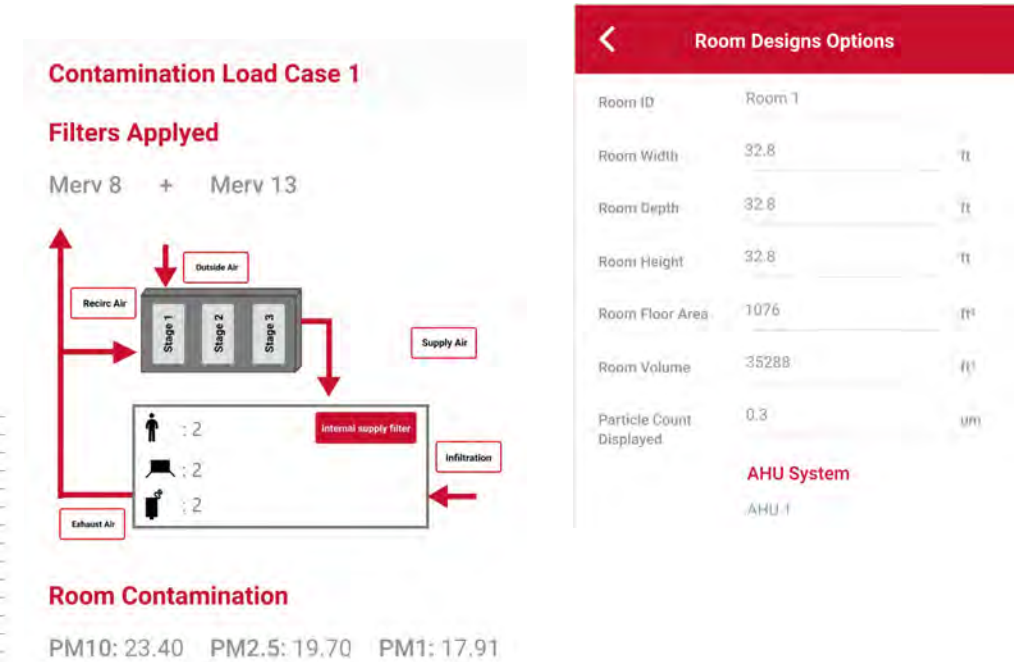 Contamination Load Case 1
Filters Applyed
Merv 8 + Merv 13
Outside Air
Recirc Air
Stage 1
Stage 2
Stage 3
Supply Air
: 2
internal supply filter
: 2
Infiltration
: 2
Exhaust Air
Room Contamination
PM10: 23.40 PM2.5: 19.70 PM1: 17.91
Room Designs Options
Room ID Room 1
Room Width 32.8 ft
Room Depth 32.8 ft
Room Height 32.8 ft
Room Floor Area 1076 ft²
Room Volume 35288 ft³
Particle Count 0.3 um
Displayed
AHU System
AHU 1